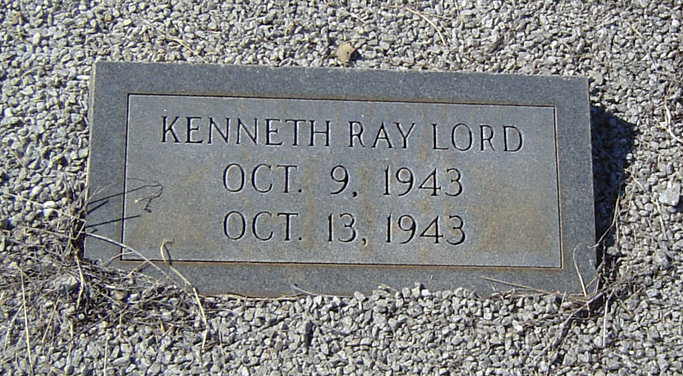 KENNETH RAY LORD
OCT. 9, 1943
OCT. 13, 1943